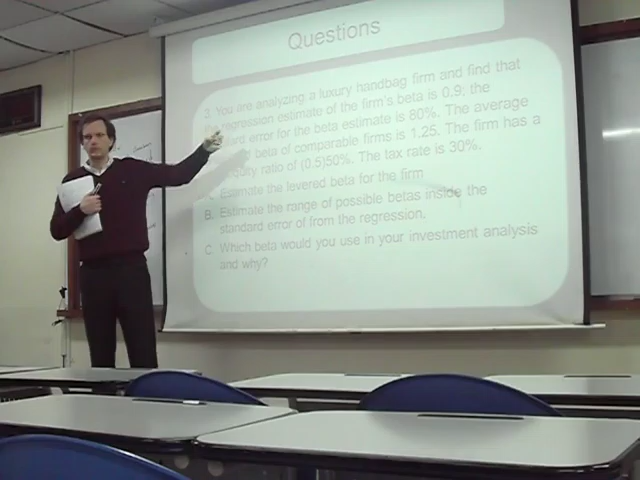 Questions
3. You are analyzing a luxury handbag firm and find that
regression estimate of the firm's beta is 0.9; the
ard error for the beta estimate is 80%. The average
beta of comparable firms is 1.25. The firm has a
quity ratio of (0.5)50%. The tax rate is 30%.
Estimate the levered beta for the firm
B. Estimate the range of possible betas inside the
standard error of from the regression.
C. Which beta would you use in your investment analysis
and why?